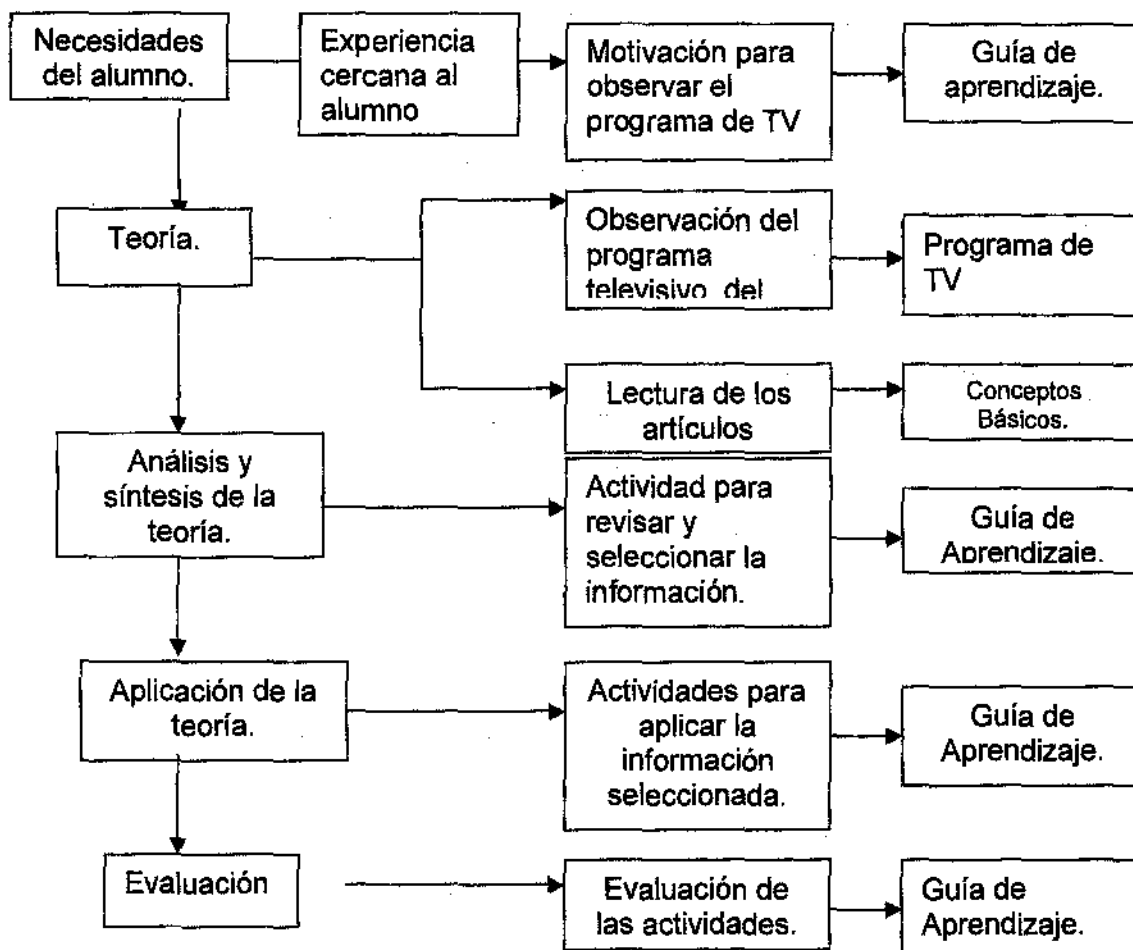 Necesidades
del alumno.
Experiencia
cercana al
alumno
Motivación para
observar el
programa de TV
Guía de
aprendizaje.
Teoría.
Observación del
programa
televisivo del
Programa de
TV
Lectura de los
artículos
Conceptos
Básicos.
Análisis y
síntesis de la
teoría.
Actividad para
revisar y
seleccionar la
información.
Guía de
Aprendizaje.
Aplicación de la
teoría.
Actividades para
aplicar la
información
seleccionada.
Guía de
Aprendizaje.
Evaluación
Evaluación de
las actividades.
Guía de
Aprendizaje.